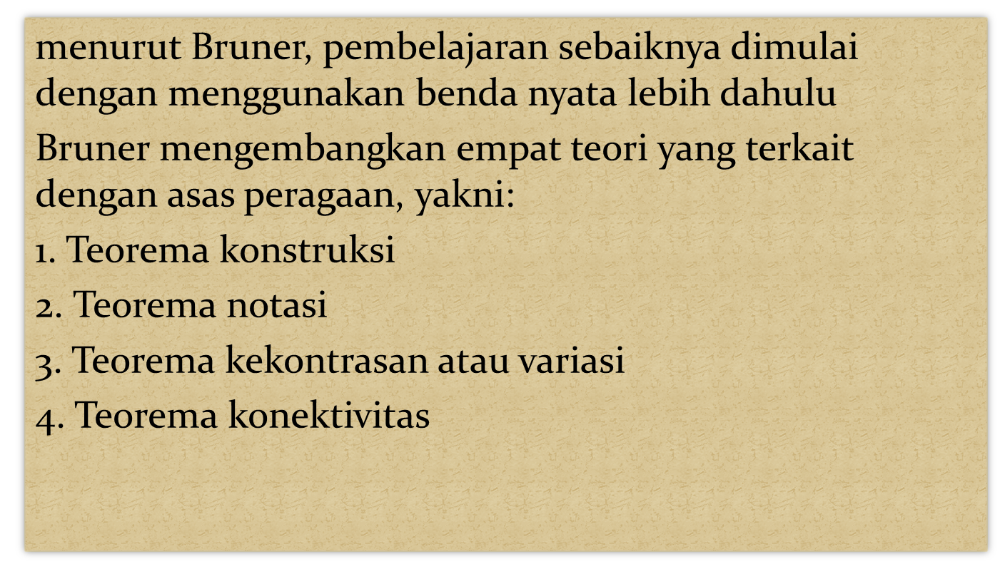 menurut Bruner, pembelajaran sebaiknya dimulai
dengan menggunakan benda nyata lebih dahulu
Bruner mengembangkan empat teori yang terkait
dengan asas peragaan, yakni:
1. Teorema konstruksi
2. Teorema notasi
3. Teorema kekontrasan atau variasi
4. Teorema konektivitas